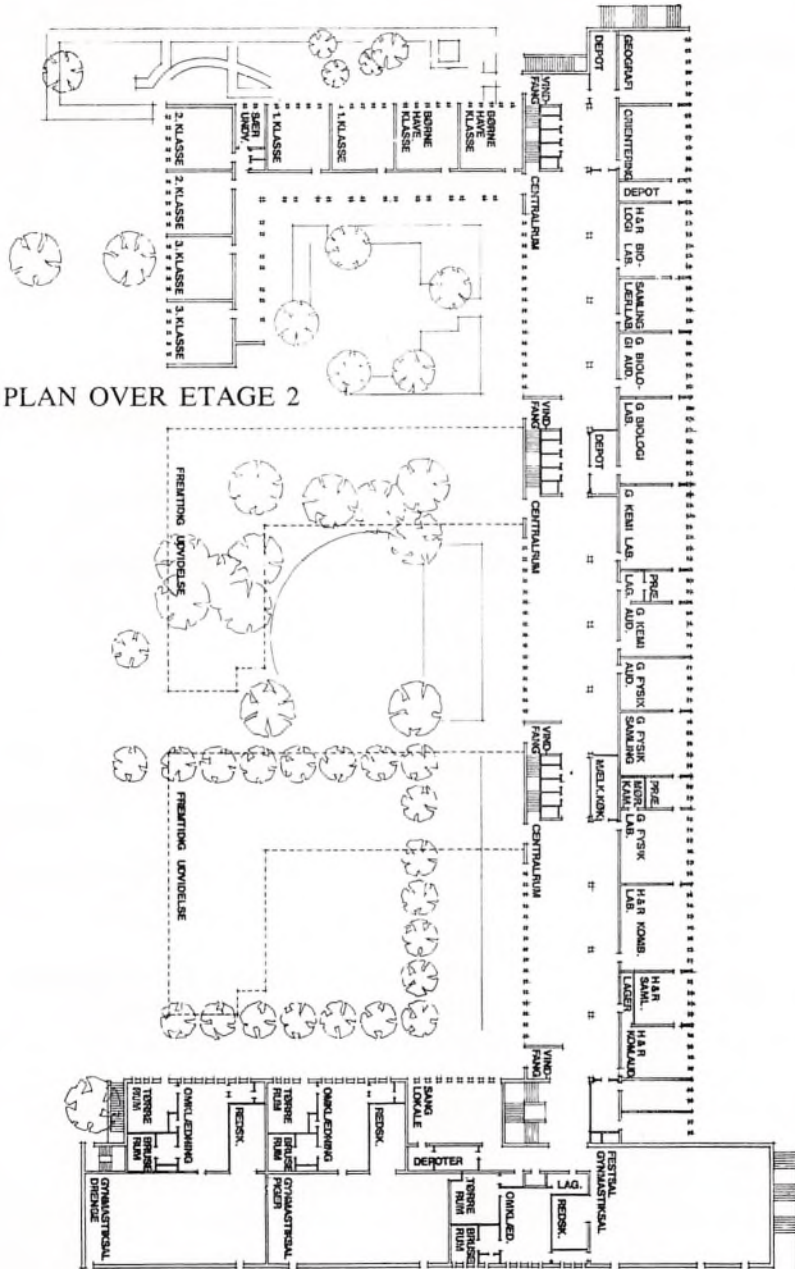 GEOGRAFI
DEPOT
VIND-
FANG
ORIENTERING
DEPOT
CENTRALRUM
H&R BIO-
LOGI LAB.
SAMLING
LÆR.LAB.
G BIOLO-
GI AUD.
G BIOLOGI
LAB.
VIND-
FANG
DEPOT
CENTRALRUM
G KEMI LAB.
PRÆ.
LAG.
G KEMI
AUD.
G FYSIX
AUD.
G FYSIK
SAMLING
VIND-
FANG
MÆLK.KØK.
PRÆ.
MØR.
KAM.
G FYSIK
LAB.
CENTRALRUM
H&R KOMB.
LAB.
H&R
SAML.
LAGER
H&R
KOM.AUD.
VIND-
FANG
BØRNE
HAVE
KLASSE
BØRNE
HAVE
KLASSE
1. KLASSE
1. KLASSE
SÆR
UNDV.
2. KLASSE
2. KLASSE
3. KLASSE
3. KLASSE
PLAN OVER ETAGE 2
FREMTIDIG UDVIDELSE
FREMTIDIG UDVIDELSE
SANG
LOKALE
DEPOTER
REDSK.
OMKLÆDNING
TØRRE
RUM
BRUSE
RUM
REDSK.
OMKLÆDNING
TØRRE
RUM
BRUSE
RUM
GYMNASTIKSAL
DRENGE
GYMNASTIKSAL
PIGER
TØRRE
RUM
BRUSE
RUM
OMKLÆD.
REDSK.
LAG.
FESTSAL
GYMNASTIKSAL